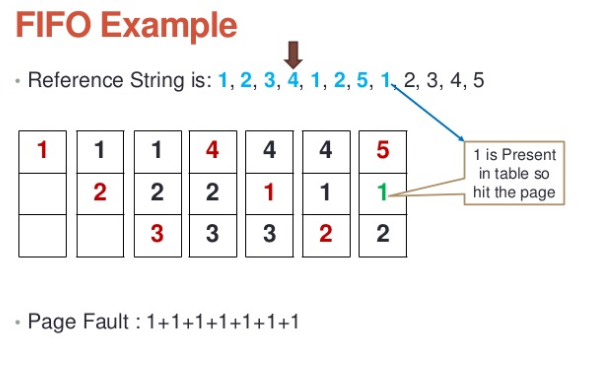 FIFO Example
• Reference String is: 1, 2, 3, 4, 1, 2, 5, 1, 2, 3, 4, 5
1 1 1 4 4 4 5
2 2 2 1 1 1
3 3 3 2 2
1 is Present
in table so
hit the page
• Page Fault : 1+1+1+1+1+1+1